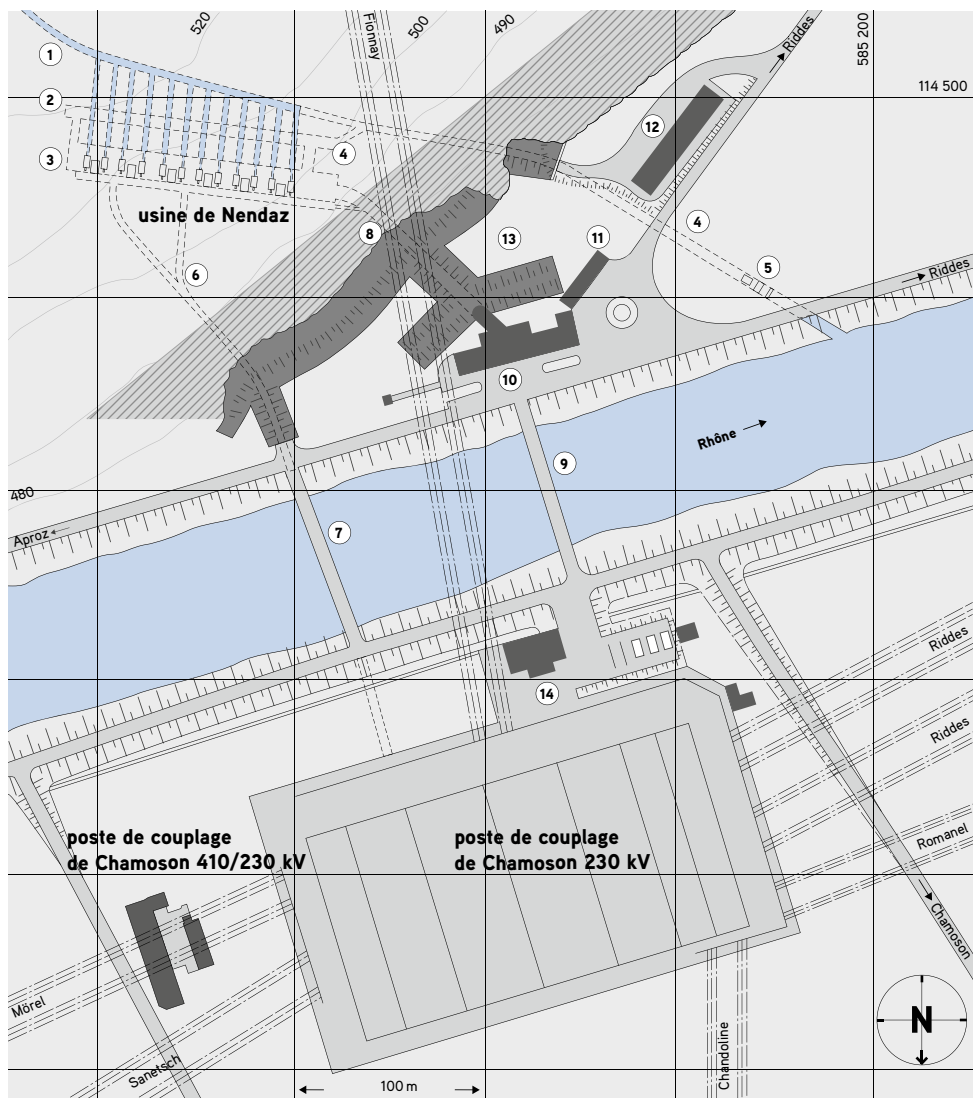 520
Fionnay
500
490
Riddes
585 200
1
114 500
2
12
3
4
usine de Nendaz
8
13
11
4
6
5
Riddes
10
Rhône
9
480
Aproz
7
14
Riddes
Riddes
poste de couplage
de Chamoson 410/230 kV
poste de couplage
de Chamoson 230 kV
Romanel
Chamoson
Mörel
Sanetsch
Chandoline
N
100 m